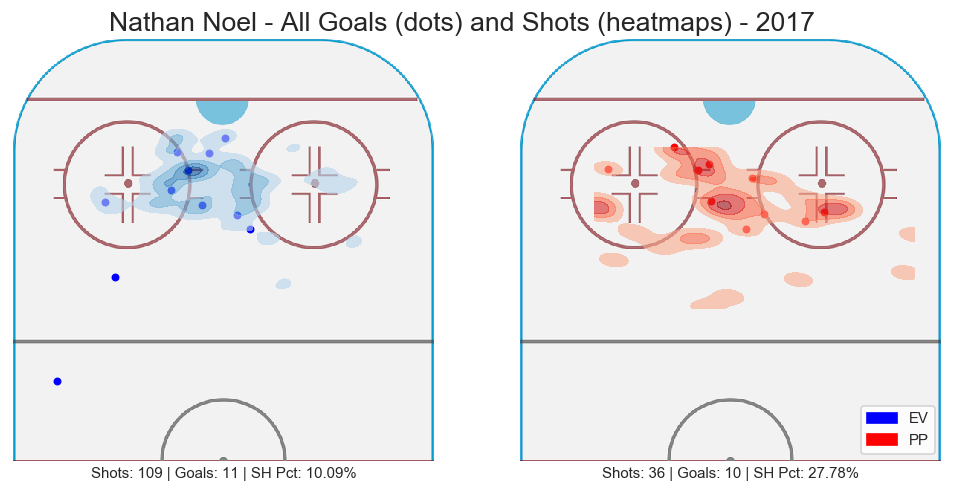 Nathan Noel - All Goals (dots) and Shots (heatmaps) - 2017
EV
PP
Shots: 109 | Goals: 11 | SH Pct: 10.09%
Shots: 36 | Goals: 10 | SH Pct: 27.78%